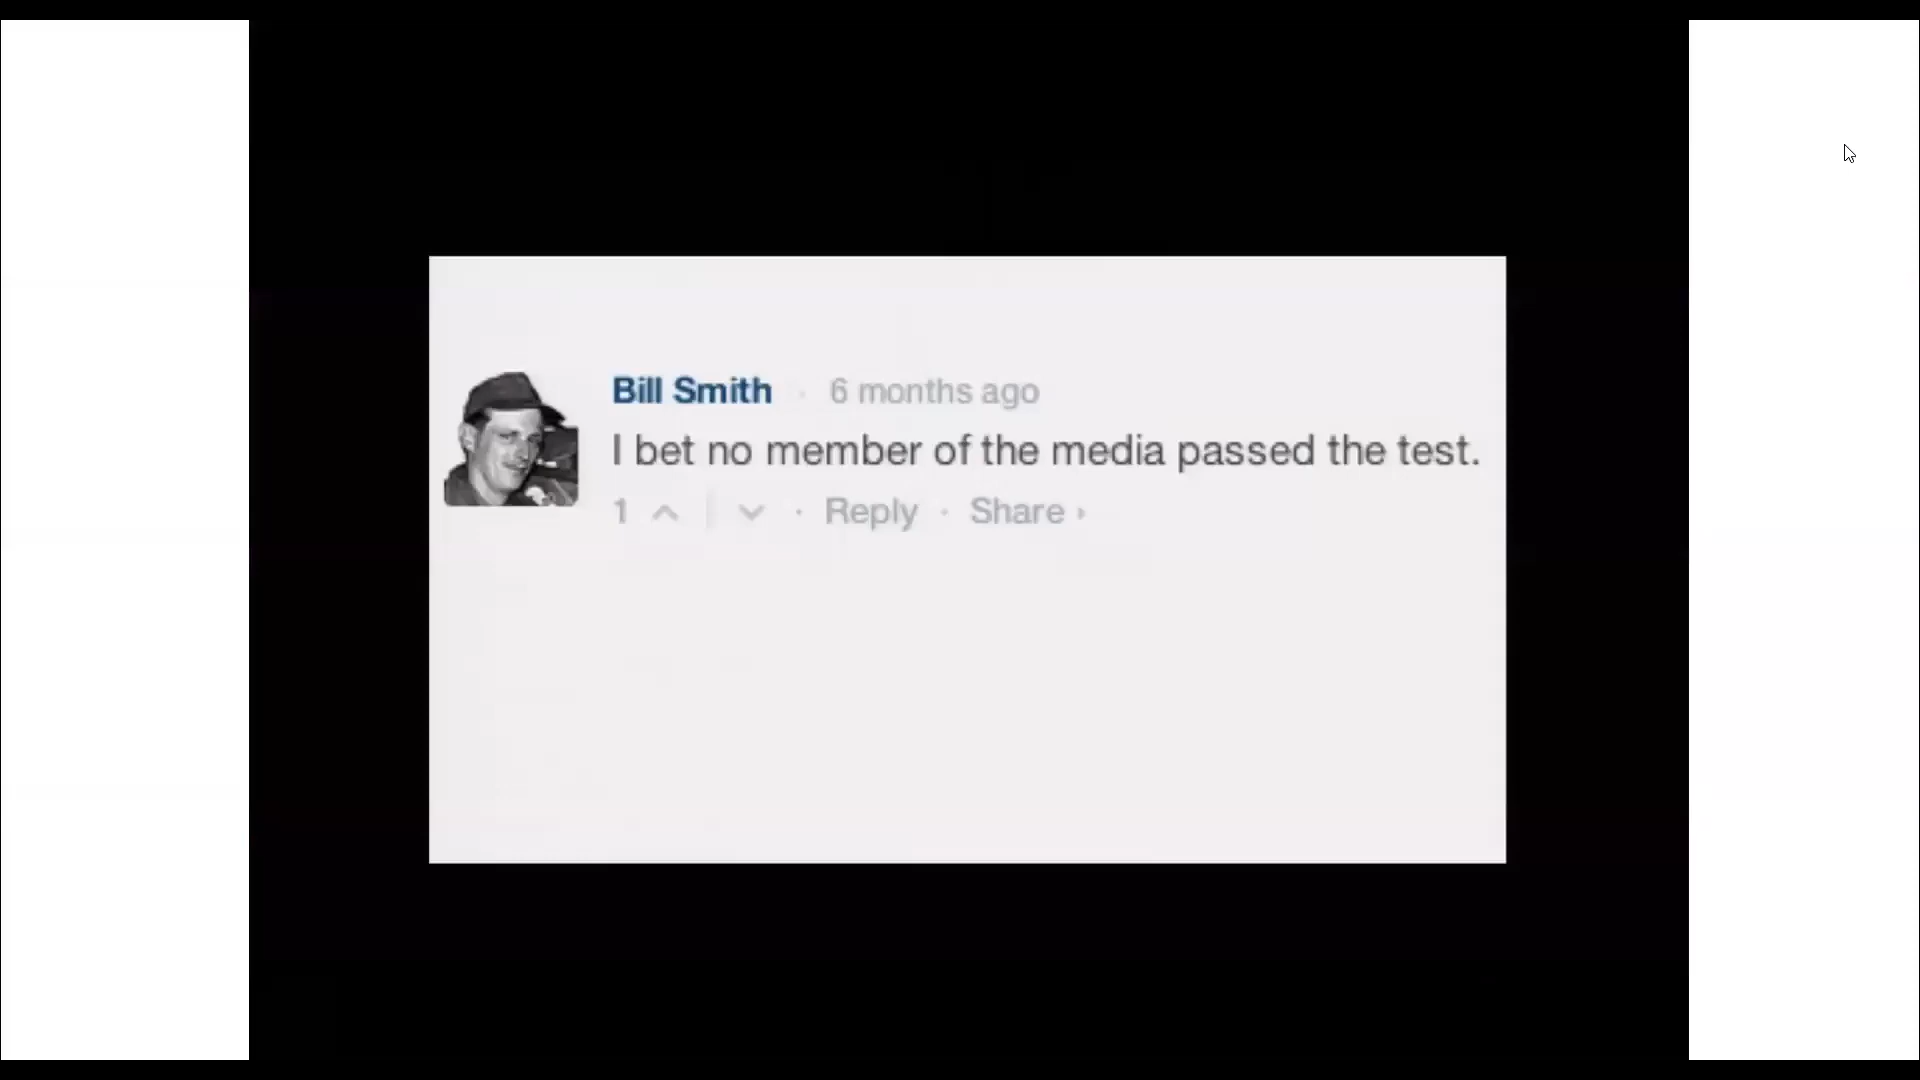 Bill Smith · 6 months ago
I bet no member of the media passed the test.
1 · Reply · Share ›